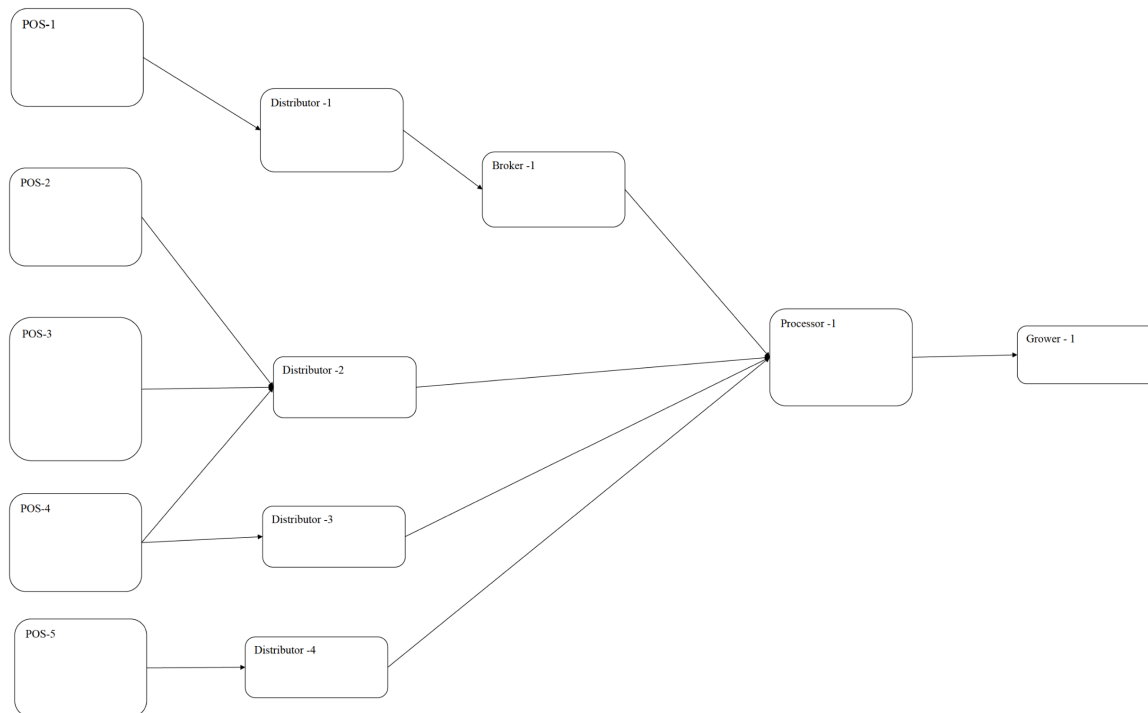 POS-1
Distributor -1
Broker -1
POS-2
Processor -1
POS-3
Grower - 1
Distributor -2
POS-4
Distributor -3
POS-5
Distributor -4